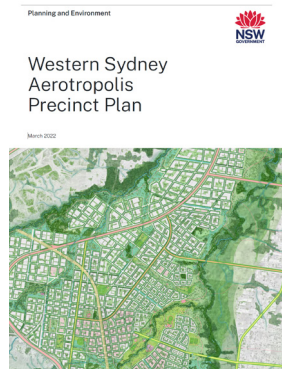 Planning and Environment
NSW
GOVERNMENT
Western Sydney
Aerotropolis
Precinct Plan
March 2022